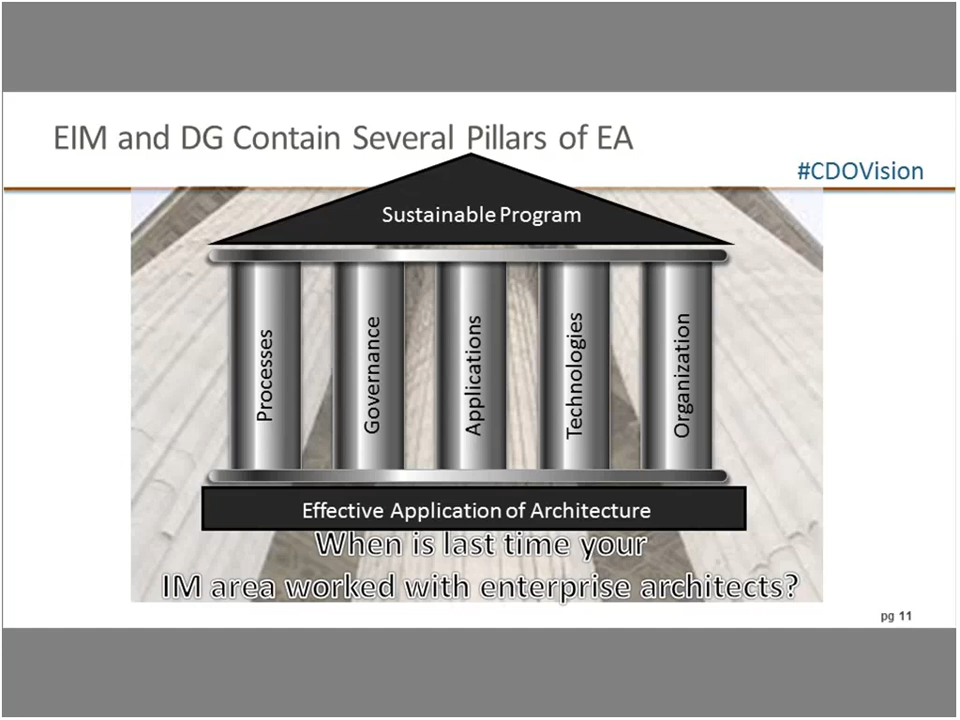 EIM and DG Contain Several Pillars of EA
#CDOVision
Sustainable Program
Processes
Governance
Applications
Technologies
Organization
Effective Application of Architecture
When is last time your
IM area worked with enterprise architects?
pg 11